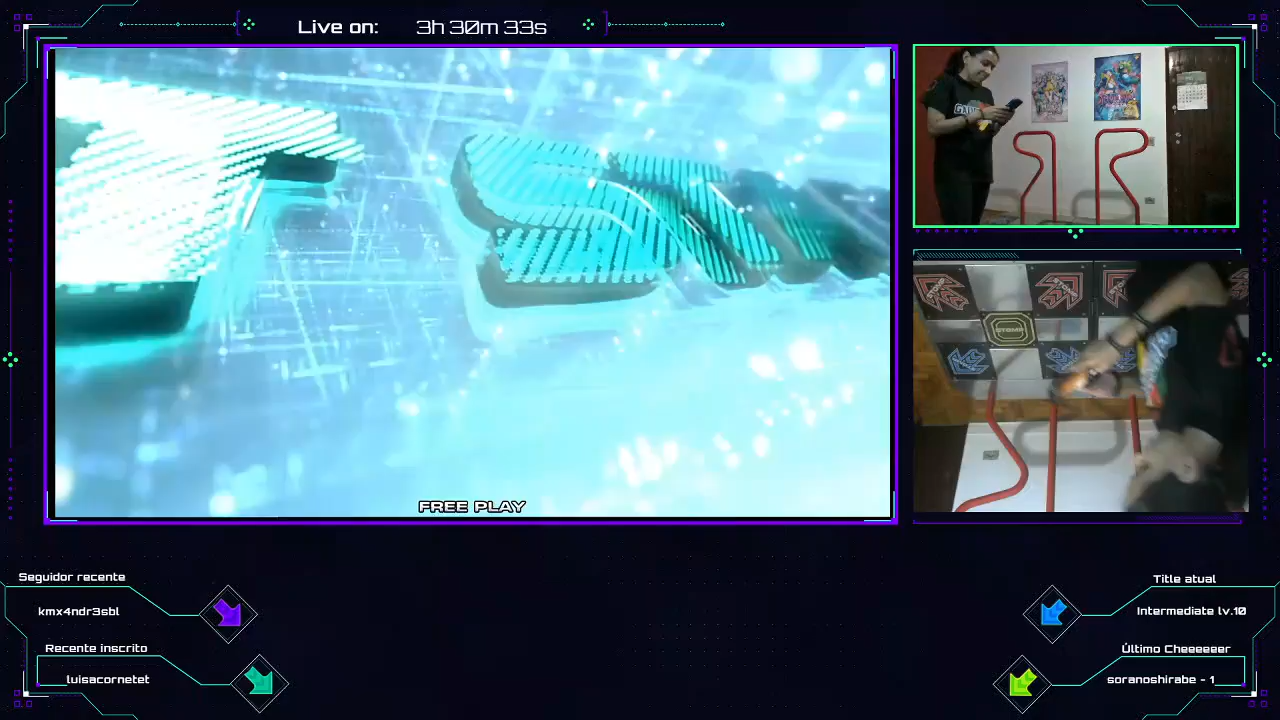 Live on: 3h 30m 33s
FREE PLAY
STOMP
Seguidor recente
kmx4ndr3sbl
Recente inscrito
luisacornetet
Title atual
Intermediate lv.10
Último Cheeeeeer
soranoshirabe - 1